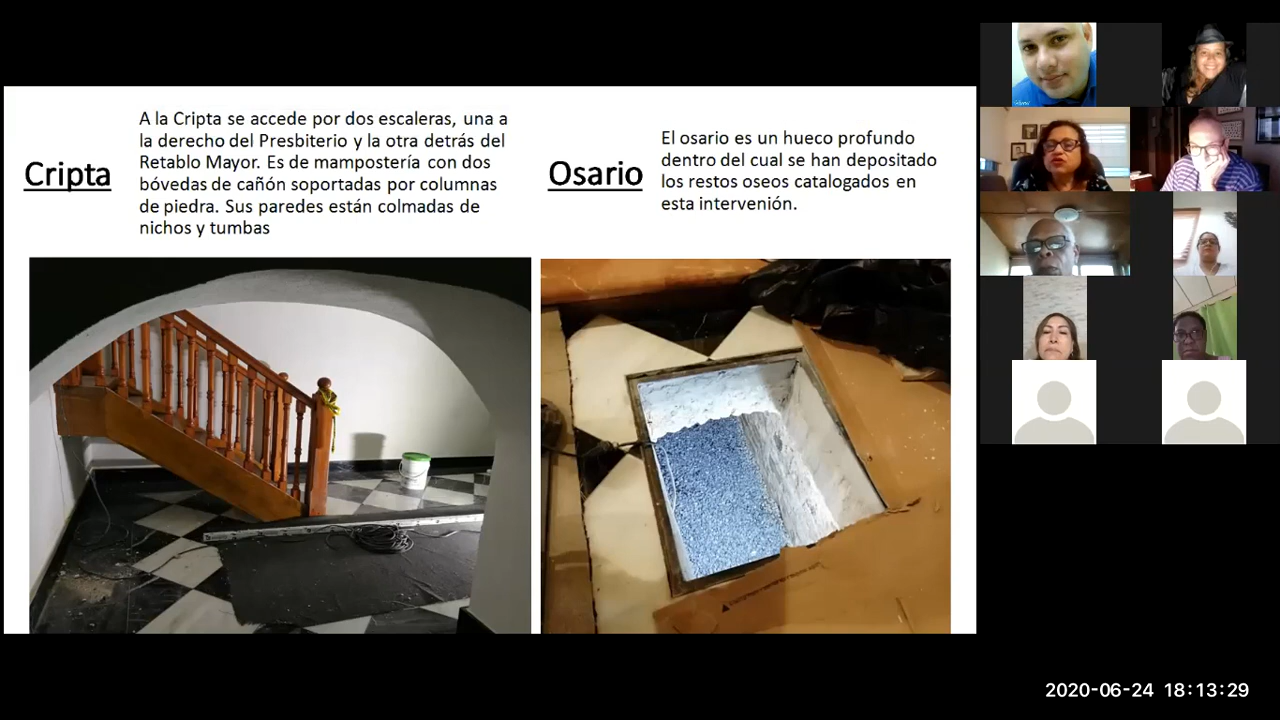 Cripta
A la Cripta se accede por dos escaleras, una a
la derecho del Presbiterio y la otra detrás del
Retablo Mayor. Es de mampostería con dos
bóvedas de cañón soportadas por columnas
de piedra. Sus paredes están colmadas de
nichos y tumbas
Osario
El osario es un hueco profundo
dentro del cual se han depositado
los restos oseos catalogados en
esta intervenión.
2020-06-24 18:13:29